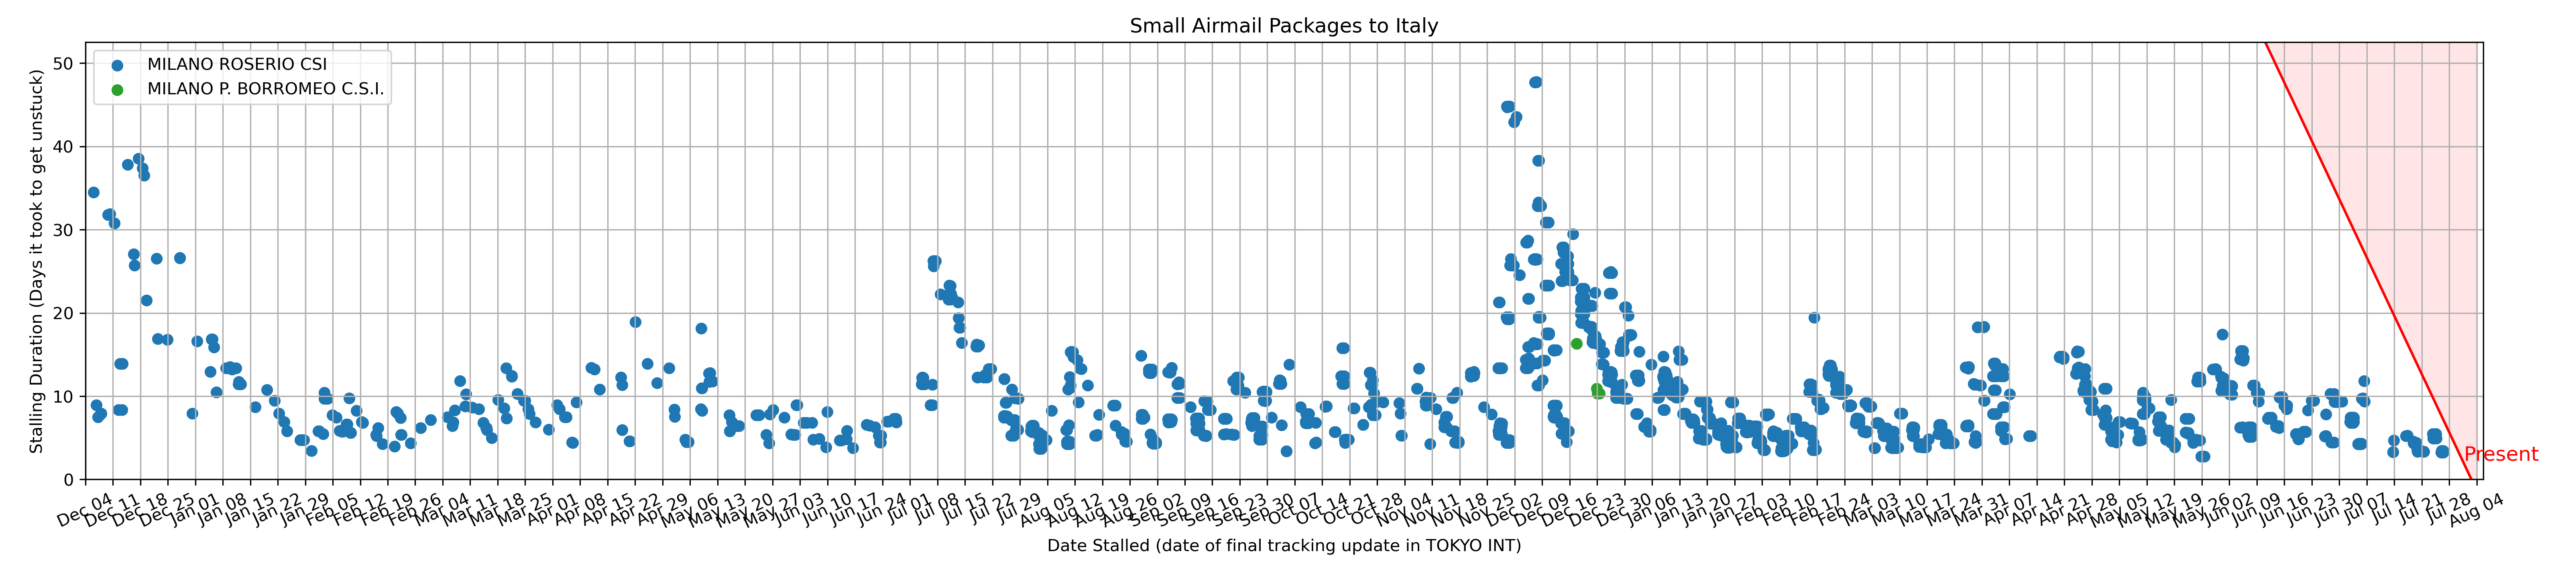 Small Airmail Packages to Italy
MILANO ROSERIO CSI
MILANO P. BORROMEO C.S.I.
Stalling Duration (Days it took to get unstuck)
50
40
30
20
10
0
Present
Dec 04
Dec 11
Dec 18
Dec 25
Jan 01
Jan 08
Jan 15
Jan 22
Jan 29
Feb 05
Feb 12
Feb 19
Feb 26
Mar 04
Mar 11
Mar 18
Mar 25
Apr 01
Apr 08
Apr 15
Apr 22
Apr 29
May 06
May 13
May 20
May 27
Jun 03
Jun 10
Jun 17
Jun 24
Jul 01
Jul 08
Jul 15
Jul 22
Jul 29
Aug 05
Aug 12
Aug 19
Aug 26
Sep 02
Sep 09
Sep 16
Sep 23
Sep 30
Oct 07
Oct 14
Oct 21
Oct 28
Nov 04
Nov 11
Nov 18
Nov 25
Dec 02
Dec 09
Dec 16
Dec 23
Dec 30
Jan 06
Jan 13
Jan 20
Jan 27
Feb 03
Feb 10
Feb 17
Feb 24
Mar 03
Mar 10
Mar 17
Mar 24
Mar 31
Apr 07
Apr 14
Apr 21
Apr 28
May 05
May 12
May 19
May 26
Jun 02
Jun 09
Jun 16
Jun 23
Jun 30
Jul 07
Jul 14
Jul 21
Jul 28
Aug 04
Date Stalled (date of final tracking update in TOKYO INT)